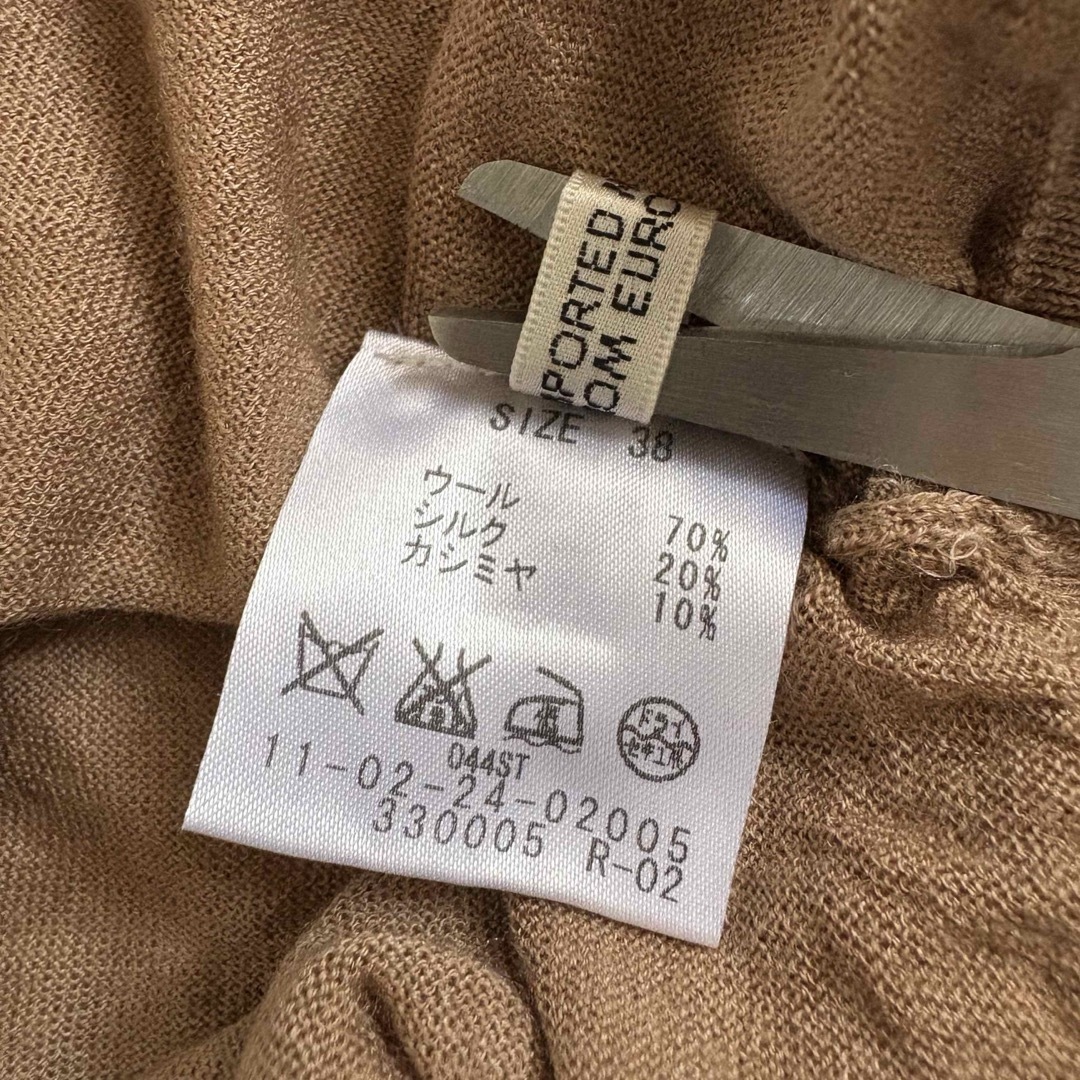 IMPORTED
OM EURO
SIZE 38
ウール 70%
シルク 20%
カシミヤ 10%
044ST
11-02-24-02005
330005 R-02